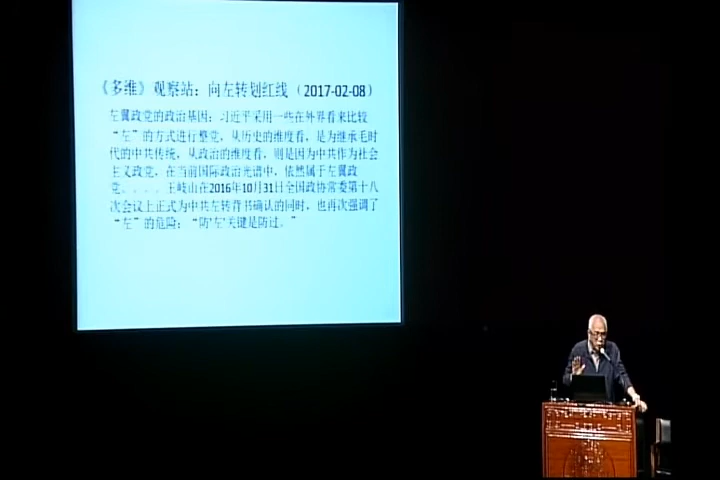 《多维》观察站：向左转划红线（2017-02-08）
左翼政党的政治基因：习近平采用一些在外界看来比较
“左”的方式进行整党，从历史的维度看，是为继承毛时
代的中共传统，从政治的维度看，则是因为中共作为社会
主义政党，在当前国际政治光谱中，依然属于左翼政
党。．．．王岐山在2016年10月31日全国政协常委第十八
次会议上正式为中共左转背书确认的同时，也再次强调了
“左”的危险：“防‘左’关键是防过。”